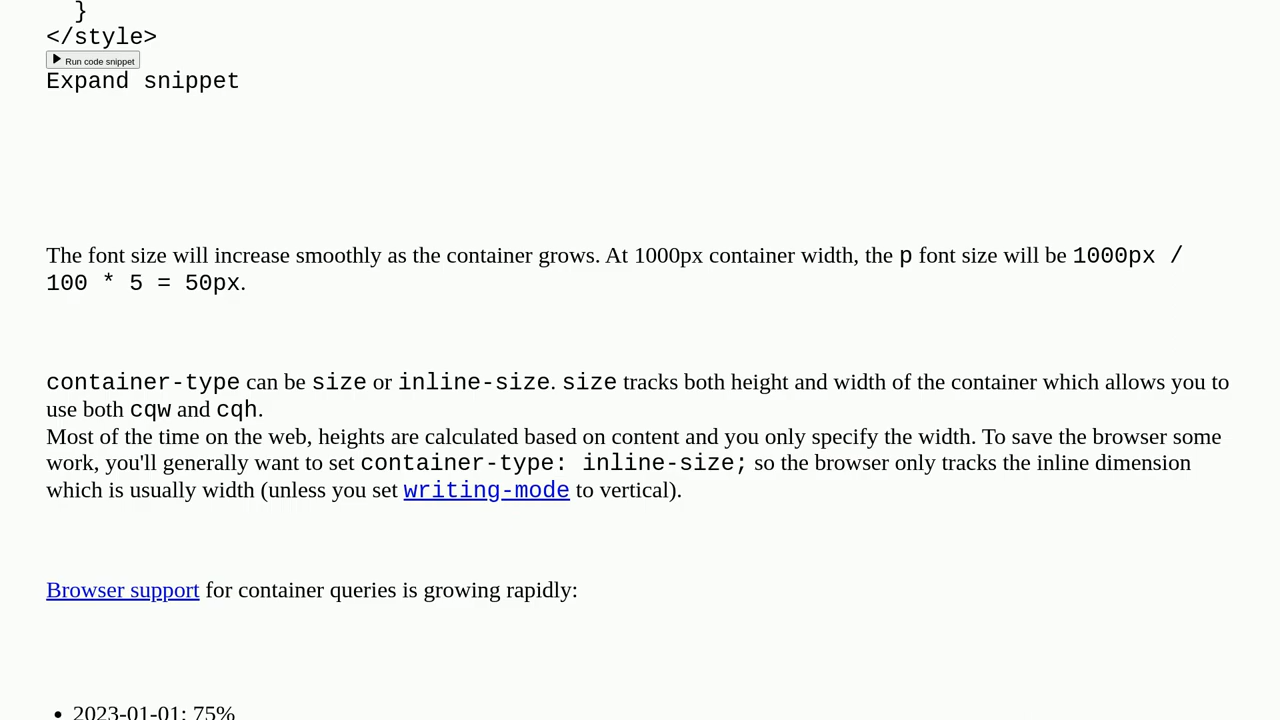 }
</style>
Run code snippet
Expand snippet
The font size will increase smoothly as the container grows. At 1000px container width, the p font size will be 1000px /
100 * 5 = 50px.
container-type can be size or inline-size. size tracks both height and width of the container which allows you to
use both cqw and cqh.
Most of the time on the web, heights are calculated based on content and you only specify the width. To save the browser some
work, you'll generally want to set container-type: inline-size; so the browser only tracks the inline dimension
which is usually width (unless you set writing-mode to vertical).
Browser support for container queries is growing rapidly:
• 2023-01-01: 75%